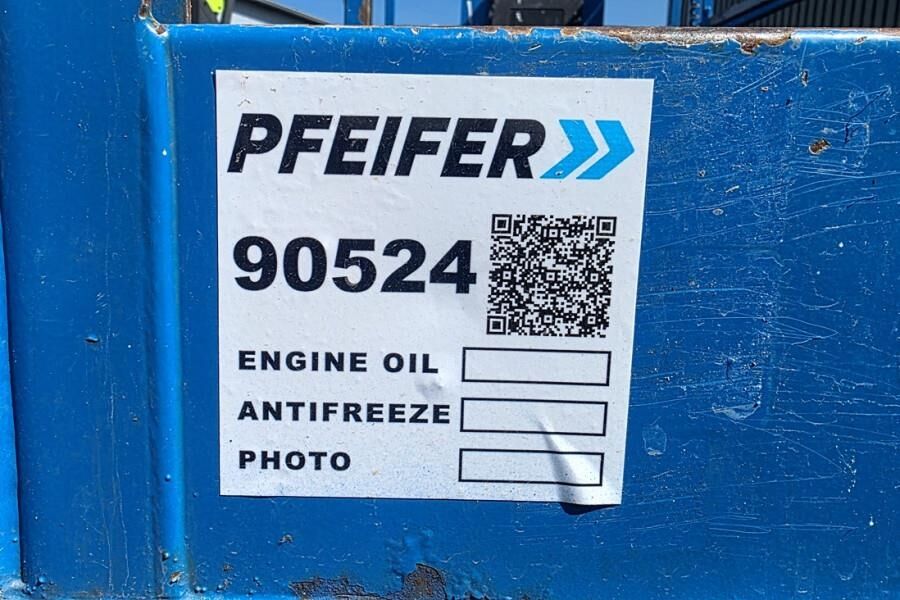 PFEIFER
90524
ENGINE OIL
ANTIFREEZE
PHOTO